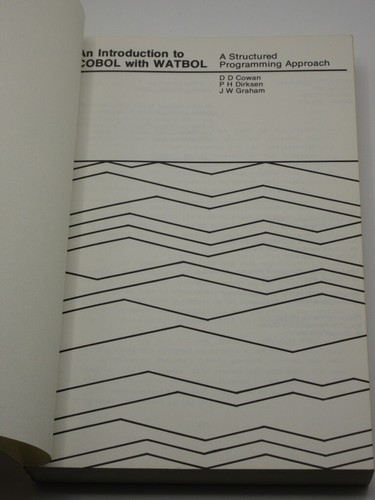 An Introduction to
COBOL with WATBOL
A Structured
Programming Approach
D D Cowan
P H Dirksen
J W Graham